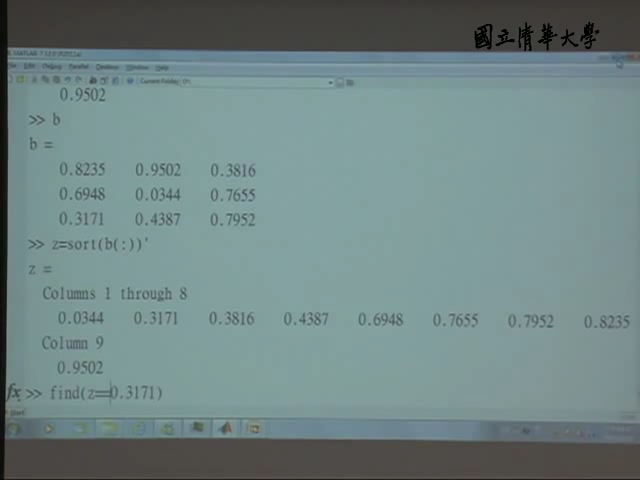 國立清華大學
Current Folder
0.9502
>> b
b =
0.8235 0.9502 0.3816
0.6948 0.0344 0.7655
0.3171 0.4387 0.7952
>> z=sort(b(:))'
z =
Columns 1 through 8
0.0344 0.3171 0.3816 0.4387 0.6948 0.7655 0.7952 0.8235
Column 9
0.9502
fx >> find(z==0.3171)